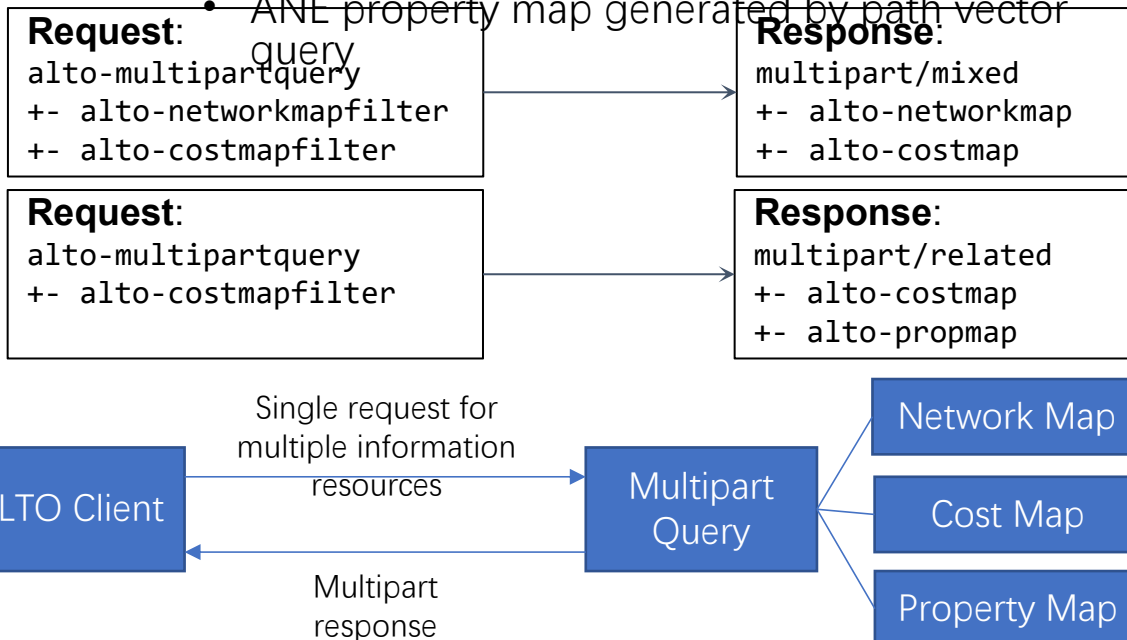 • ANE property map generated by path vector
query
Request:
alto-multipartquery
+- alto-networkmapfilter
+- alto-costmapfilter
Response:
multipart/mixed
+- alto-networkmap
+- alto-costmap
Request:
alto-multipartquery
+- alto-costmapfilter
Response:
multipart/related
+- alto-costmap
+- alto-propmap
Single request for
multiple information
resources
LTO Client
Multipart
Query
Multipart
response
Network Map
Cost Map
Property Map